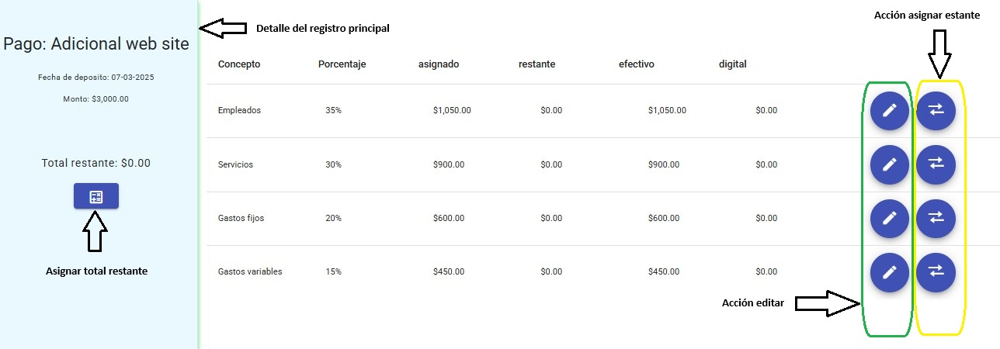 Acción asignar estante
Detalle del registro principal
Pago: Adicional web site
Concepto Porcentaje asignado restante efectivo digital
Fecha de deposito: 07-03-2025
Monto: $3,000.00
Empleados 35% $1,050.00 $0.00 $1,050.00 $0.00
Total restante: $0.00
Servicios 30% $900.00 $0.00 $900.00 $0.00
Gastos fijos 20% $600.00 $0.00 $600.00 $0.00
Asignar total restante
Gastos variables 15% $450.00 $0.00 $450.00 $0.00
Acción editar